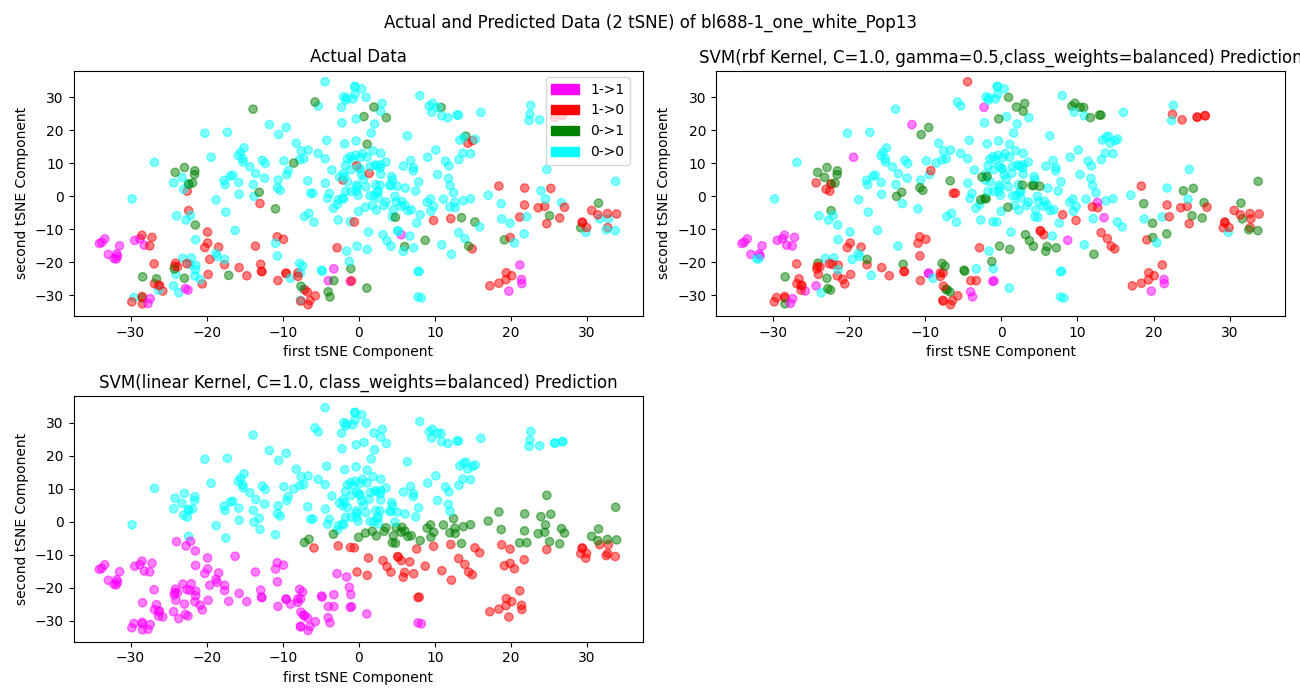 Actual and Predicted Data (2 tSNE) of bl688-1_one_white_Pop13
Actual Data
second tSNE Component
30
20
10
0
−10
−20
−30
1->1
1->0
0->1
0->0
−30 −20 −10 0 10 20 30
first tSNE Component
SVM(rbf Kernel, C=1.0, gamma=0.5,class_weights=balanced) Prediction
second tSNE Component
30
20
10
0
−10
−20
−30
−30 −20 −10 0 10 20 30
first tSNE Component
SVM(linear Kernel, C=1.0, class_weights=balanced) Prediction
second tSNE Component
30
20
10
0
−10
−20
−30
−30 −20 −10 0 10 20 30
first tSNE Component